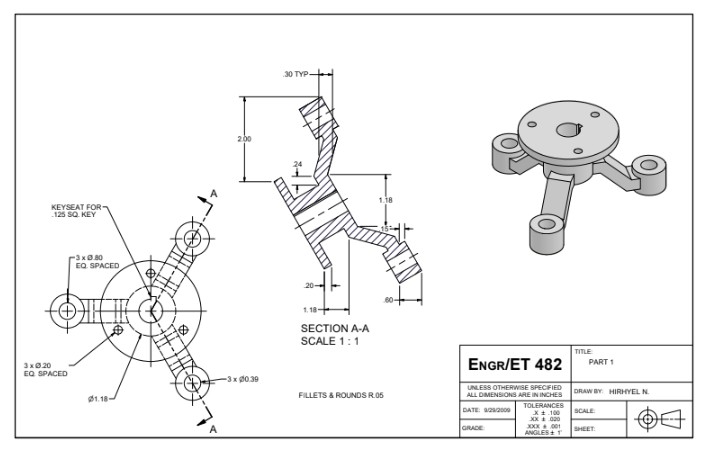 .30 TYP
2.00
.24
1.18
15°
.20
.60
1.18
SECTION A-A
SCALE 1 : 1
A
KEYSEAT FOR
.125 SQ. KEY
3 x Ø.80
EQ. SPACED
3 x Ø.20
EQ. SPACED
Ø1.18
3 x Ø0.39
A
FILLETS & ROUNDS R.05
ENGR/ET 482
TITLE:
PART 1
UNLESS OTHERWISE SPECIFIED
ALL DIMENSIONS ARE IN INCHES
DRAW BY: HIRHYEL N.
DATE: 9/29/2009
TOLERANCES
.X ± .100
.XX ± .020
.XXX ± .001
ANGLES ± 1°
SCALE:
GRADE:
SHEET: